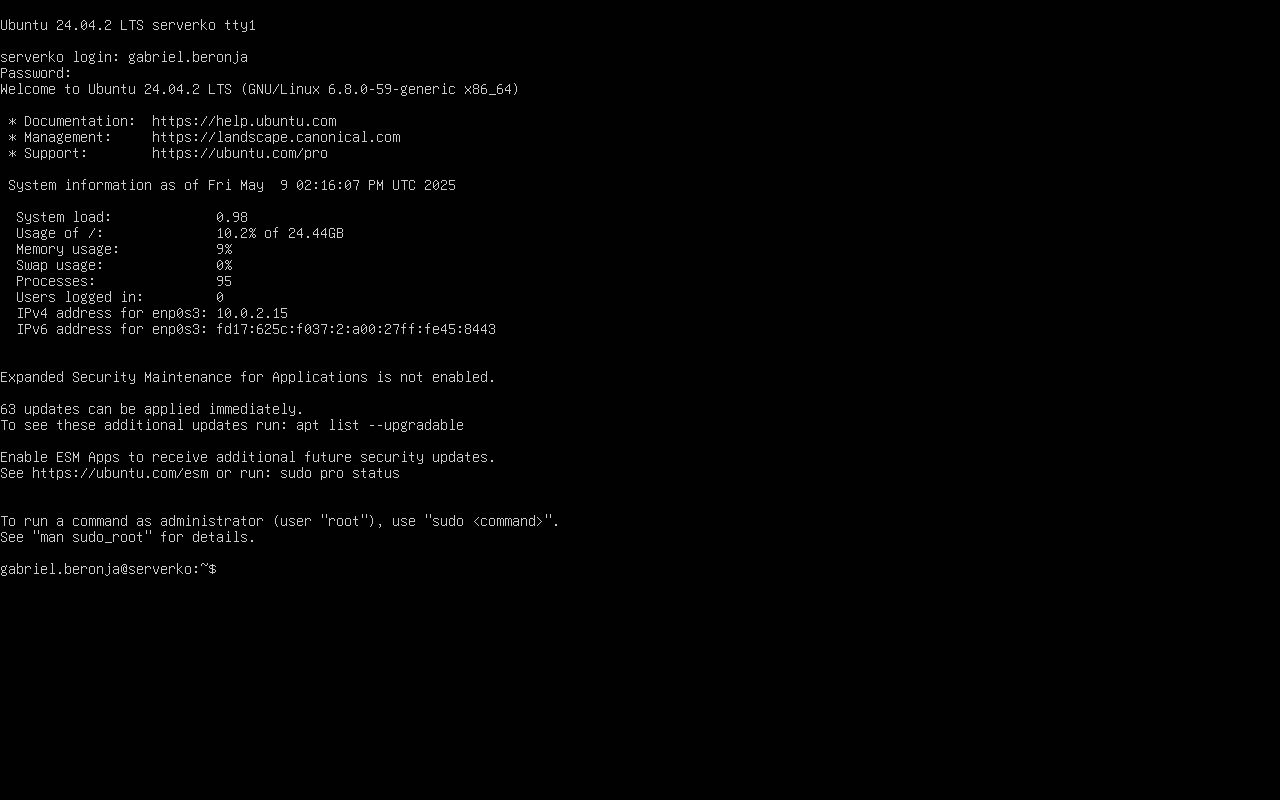 Ubuntu 24.04.2 LTS serverko tty1
serverko login: gabriel.beronja
Password:
Welcome to Ubuntu 24.04.2 LTS (GNU/Linux 6.8.0-59-generic x86_64)
* Documentation:  https://help.ubuntu.com
* Management:     https://landscape.canonical.com
* Support:        https://ubuntu.com/pro
System information as of Fri May  9 02:16:07 PM UTC 2025
System load:             0.98
Usage of /:              10.2% of 24.44GB
Memory usage:            9%
Swap usage:              0%
Processes:               95
Users logged in:         0
IPv4 address for enp0s3: 10.0.2.15
IPv6 address for enp0s3: fd17:625c:f037:2:a00:27ff:fe45:8443
Expanded Security Maintenance for Applications is not enabled.
63 updates can be applied immediately.
To see these additional updates run: apt list --upgradable
Enable ESM Apps to receive additional future security updates.
See https://ubuntu.com/esm or run: sudo pro status
To run a command as administrator (user "root"), use "sudo <command>".
See "man sudo_root" for details.
gabriel.beronja@serverko:~$